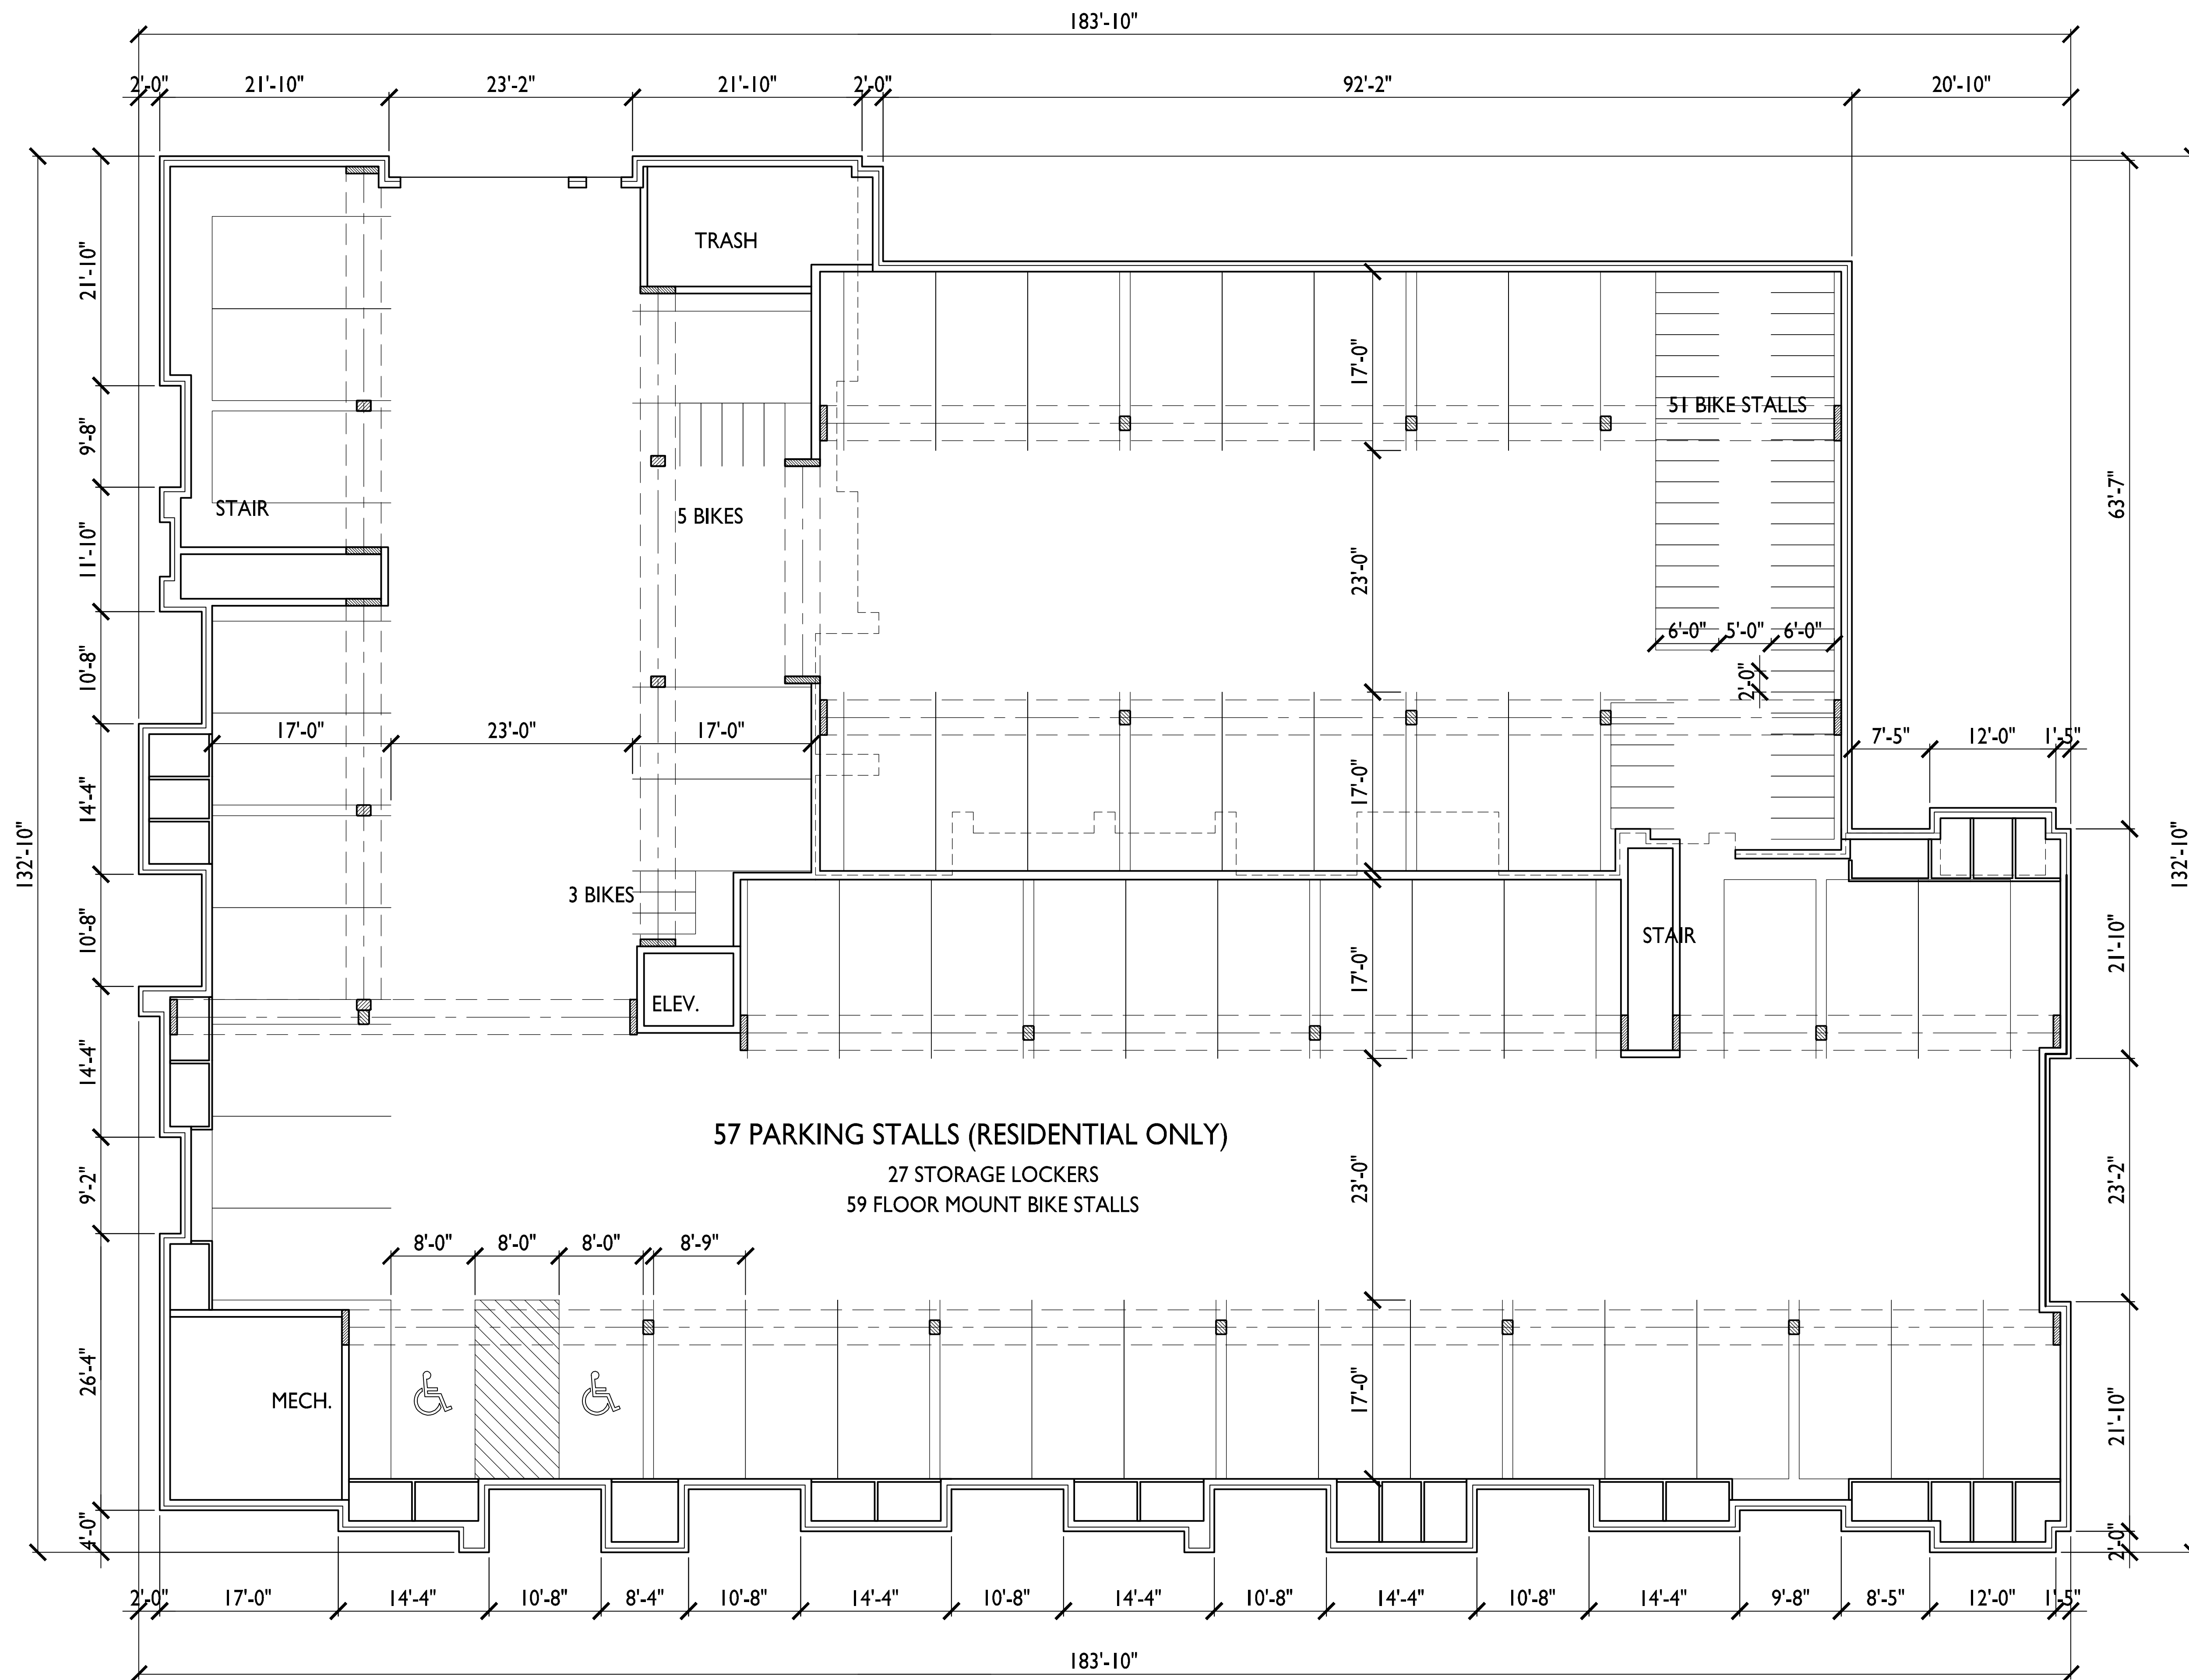 183'-10"
2'-0" 21'-10" 23'-2" 21'-10" 2'-0" 92'-2" 20'-10"
TRASH
21'-10"
17'-0"
9'-8"
51 BIKE STALLS
63'-7"
STAIR
5 BIKES
11'-10"
23'-0"
6'-0" 5'-0" 6'-0"
10'-8"
2'-0"
17'-0" 23'-0" 17'-0"
7'-5" 12'-0" 1'-5"
14'-4"
17'-0"
132'-10"
132'-10"
3 BIKES
10'-8"
STAIR
21'-10"
ELEV.
17'-0"
14'-4"
57 PARKING STALLS (RESIDENTIAL ONLY)
27 STORAGE LOCKERS
59 FLOOR MOUNT BIKE STALLS
9'-2"
23'-0"
23'-2"
8'-0" 8'-0" 8'-0" 8'-9"
26'-4"
MECH.
17'-0"
21'-10"
4'-0"
2'-0"
2'-0" 17'-0" 14'-4" 10'-8" 8'-4" 10'-8" 14'-4" 10'-8" 14'-4" 10'-8" 14'-4" 10'-8" 14'-4" 9'-8" 8'-5" 12'-0" 1'-5"
183'-10"